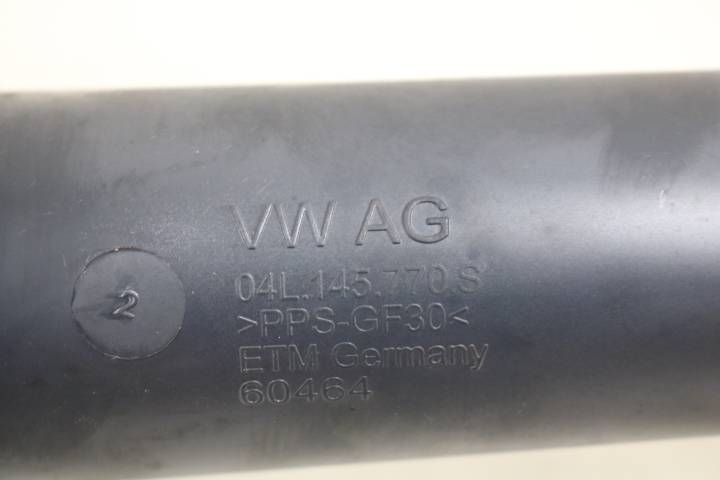 VW AG
2
04L.145.770.S
>PPS-GF30<
ETM Germany
60464